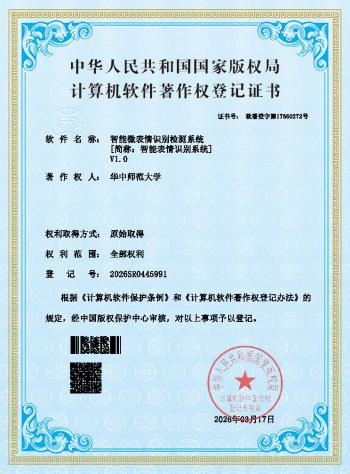 中华人民共和国国家版权局
计算机软件著作权登记证书
证书号： 软著登字第17560272号
软件名称： 智能微表情识别检测系统
[简称：智能表情识别系统]
V1.0
著作权人： 华中师范大学
权利取得方式： 原始取得
权利范围： 全部权利
登记号： 2026SR0445991
根据《计算机软件保护条例》和《计算机软件著作权登记办法》的
规定，经中国版权保护中心审核，对以上事项予以登记。
中华人民共和国国家版权局
计算机软件著作权
登记专用章
2026年03月17日